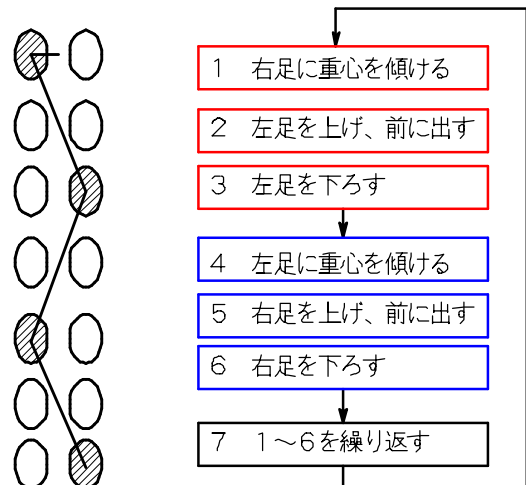 1 右足に重心を傾ける
2 左足を上げ、前に出す
3 左足を下ろす
4 左足に重心を傾ける
5 右足を上げ、前に出す
6 右足を下ろす
7 1～6を繰り返す